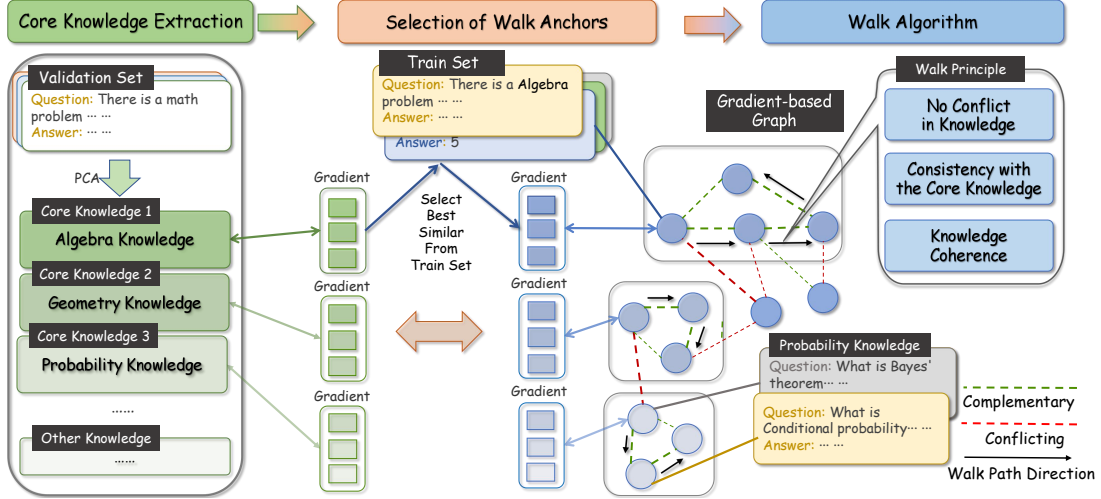 Core Knowledge Extraction
Selection of Walk Anchors
Walk Algorithm
Validation Set
Question: There is a math
problem ... ...
Answer: ... ...
PCA
Core Knowledge 1
Algebra Knowledge
Core Knowledge 2
Geometry Knowledge
Core Knowledge 3
Probability Knowledge
......
Other Knowledge
......
Gradient
Gradient
Gradient
Train Set
Question: There is a Algebra
problem ... ...
Answer: ... ...
Answer: 5
Select
Best
Similar
From
Train Set
Gradient
Gradient
Gradient
Gradient-based
Graph
Walk Principle
No Conflict
in Knowledge
Consistency with
the Core Knowledge
Knowledge
Coherence
Probability Knowledge
Question: What is Bayes'
theorem... ...
Question: What is
Conditional probability... ...
Answer: ... ...
Complementary
Conflicting
Walk Path Direction